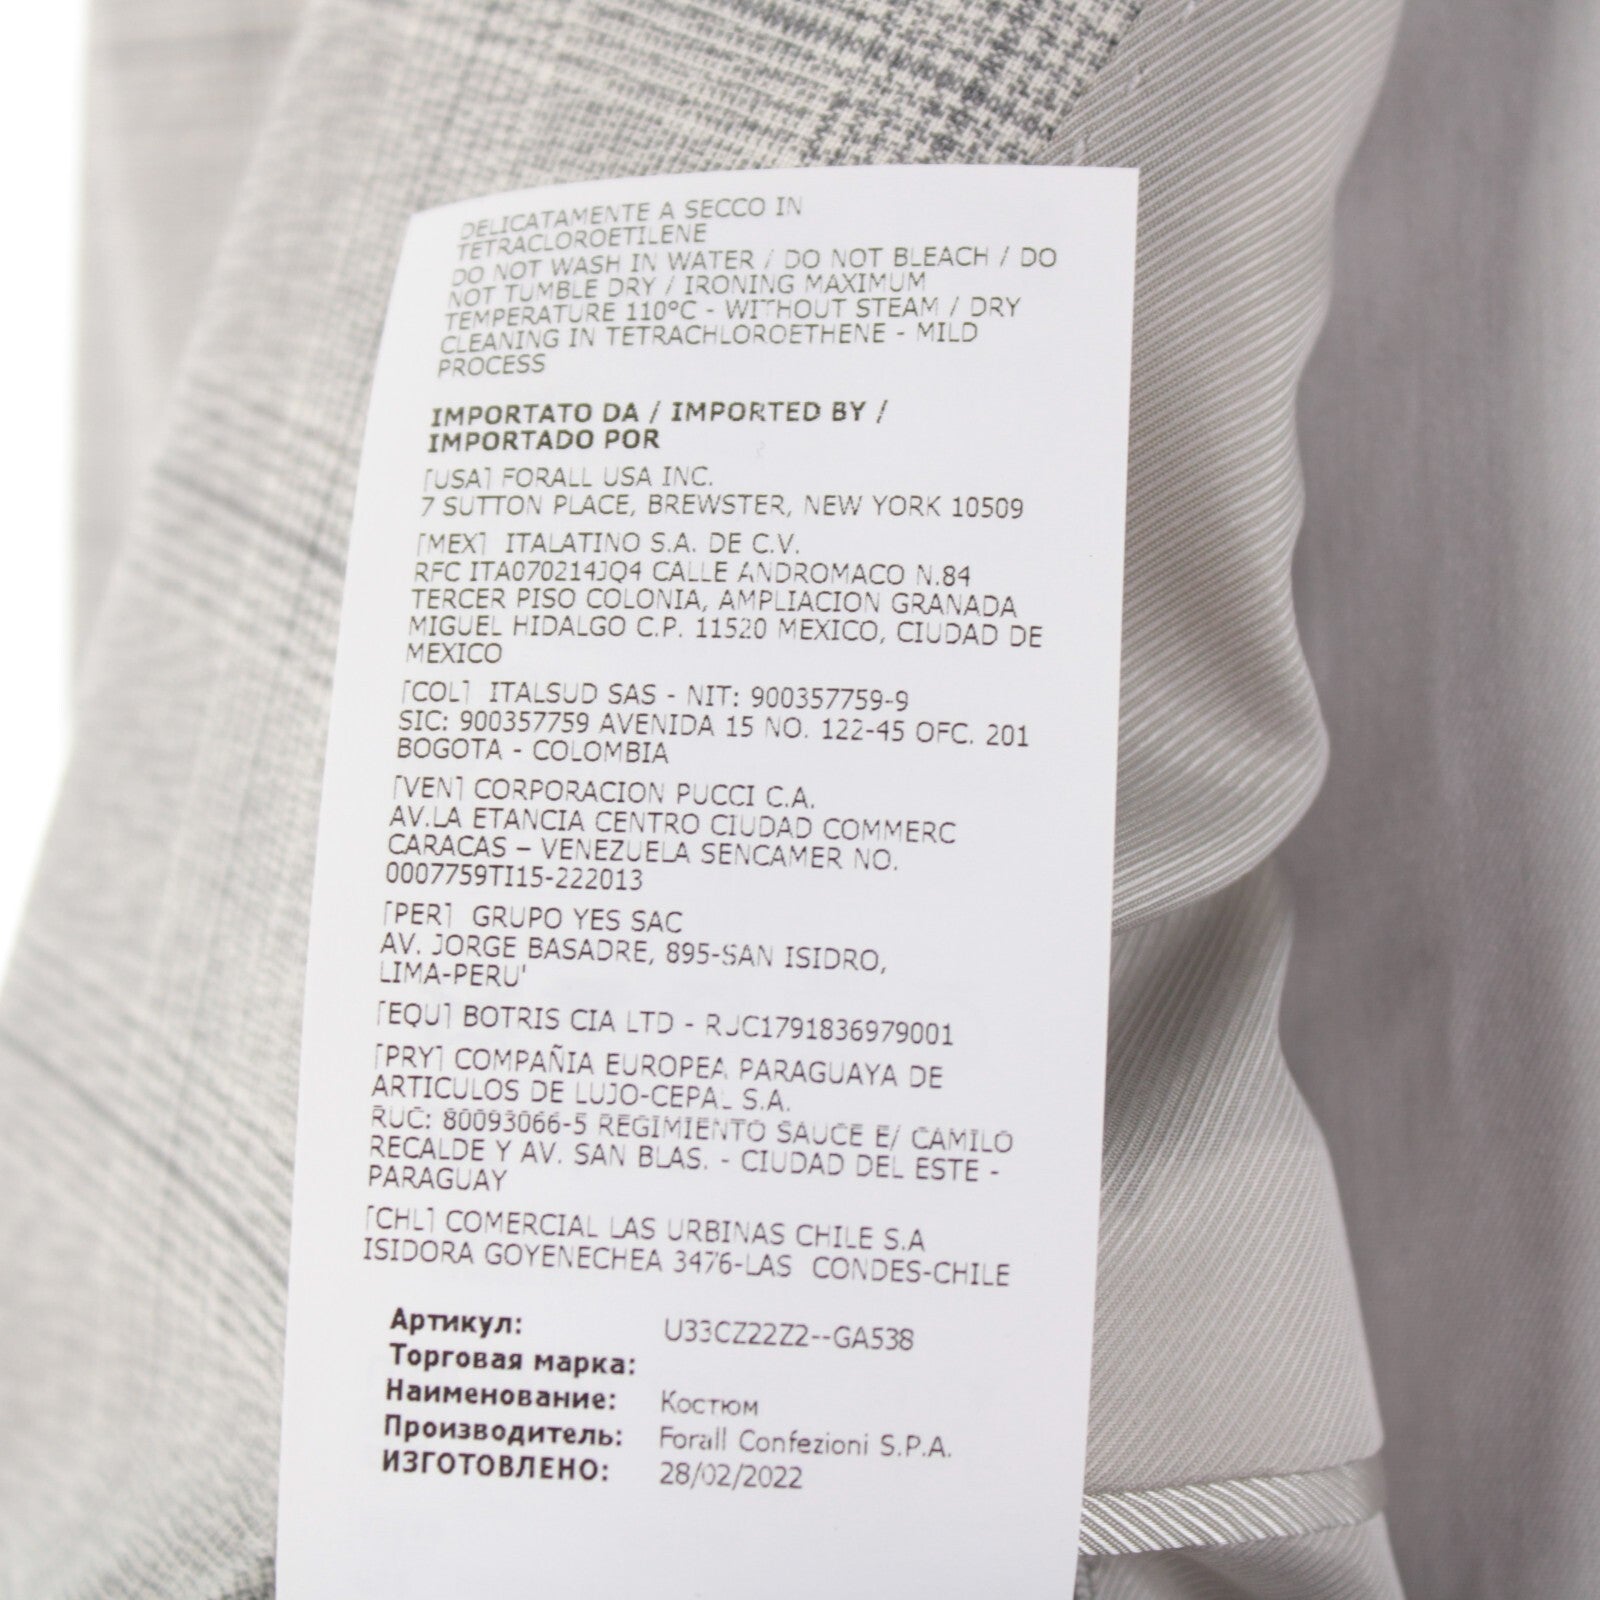 DELICATAMENTE A SECCO IN
TETRACLOROETILENE
DO NOT WASH IN WATER / DO NOT BLEACH / DO
NOT TUMBLE DRY / IRONING MAXIMUM
TEMPERATURE 110°C - WITHOUT STEAM / DRY
CLEANING IN TETRACHLOROETHENE - MILD
PROCESS
IMPORTATO DA / IMPORTED BY /
IMPORTADO POR
[USA] FORALL USA INC.
7 SUTTON PLACE, BREWSTER, NEW YORK 10509
[MEX] ITALATINO S.A. DE C.V.
RFC ITA070214JQ4 CALLE ANDROMACO N.84
TERCER PISO COLONIA, AMPLIACION GRANADA
MIGUEL HIDALGO C.P. 11520 MEXICO, CIUDAD DE
MEXICO
[COL] ITALSUD SAS - NIT: 900357759-9
SIC: 900357759 AVENIDA 15 NO. 122-45 OFC. 201
BOGOTA - COLOMBIA
[VEN] CORPORACION PUCCI C.A.
AV.LA ETANCIA CENTRO CIUDAD COMMERC
CARACAS – VENEZUELA SENCAMER NO.
0007759TI15-222013
[PER] GRUPO YES SAC
AV. JORGE BASADRE, 895-SAN ISIDRO,
LIMA-PERU'
[EQU] BOTRIS CIA LTD - RUC1791836979001
[PRY] COMPAÑIA EUROPEA PARAGUAYA DE
ARTICULOS DE LUJO-CEPAL S.A.
RUC: 80093066-5 REGIMIENTO SAUCE E/ CAMILO
RECALDE Y AV. SAN BLAS. - CIUDAD DEL ESTE -
PARAGUAY
[CHL] COMERCIAL LAS URBINAS CHILE S.A
ISIDORA GOYENECHEA 3476-LAS CONDES-CHILE
Артикул: U33CZ22Z2--GA538
Торговая марка:
Наименование: Костюм
Производитель: Forall Confezioni S.P.A.
ИЗГОТОВЛЕНО: 28/02/2022